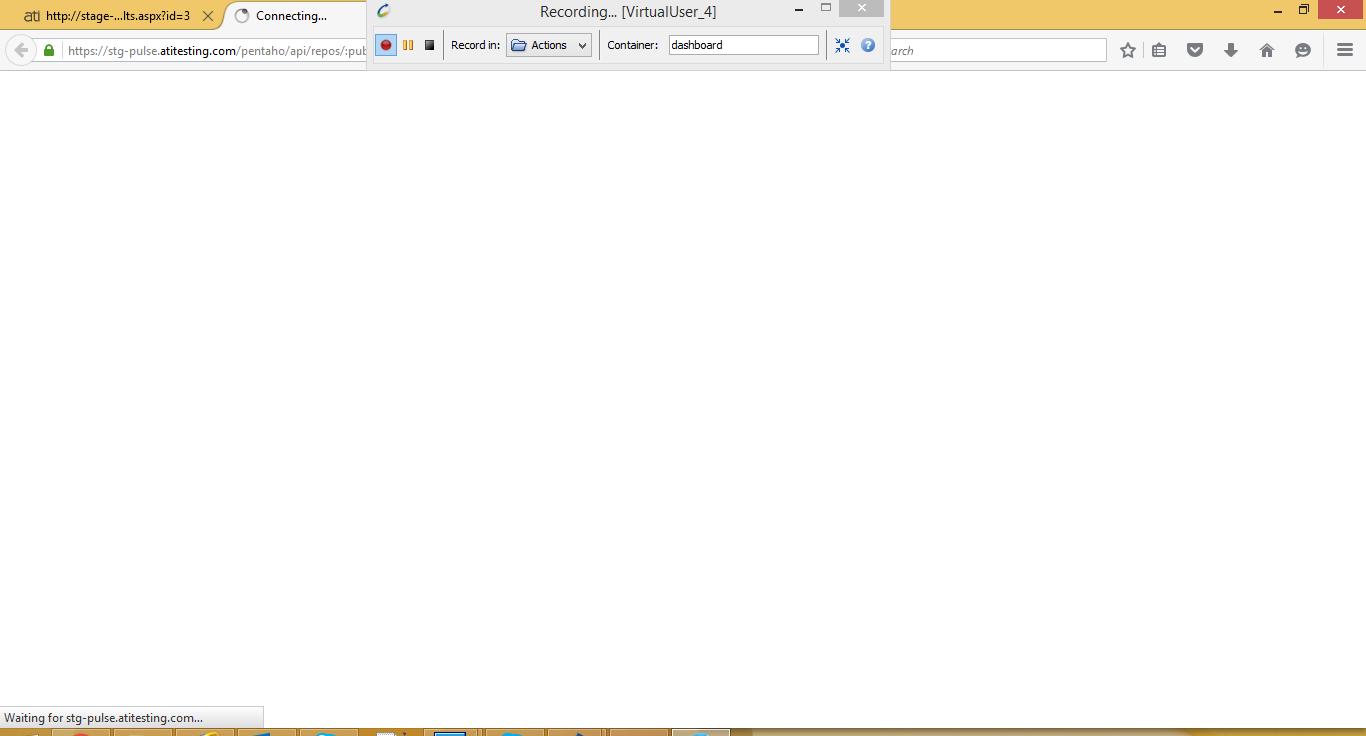 ati http://stage-...lts.aspx?id=3
Connecting...
Recording... [VirtualUser_4]
https://stg-pulse.atitesting.com/pentaho/api/repos/:pub
Record in:
Actions
Container:
dashboard
arch
Waiting for stg-pulse.atitesting.com...